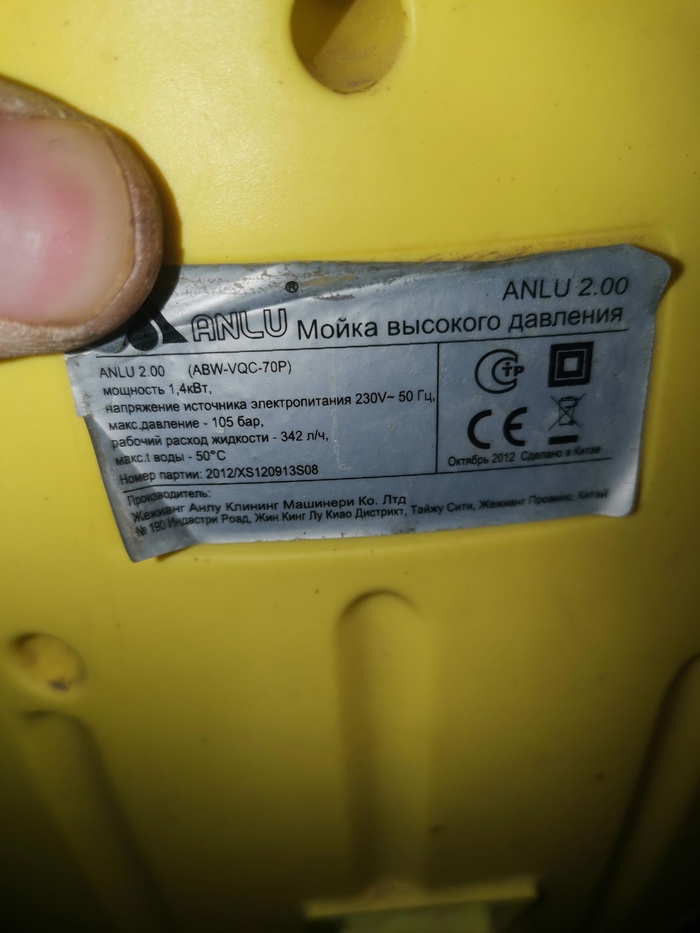 ANLU 2.00
ANLU® Мойка высокого давления
ANLU 2.00 (ABW-VQC-70P)
мощность 1,4кВт,
напряжение источника электропитания 230V~ 50 Гц,
макс.давление - 105 бар,
рабочий расход жидкости - 342 л/ч,
макс.t воды - 50°C
Номер партии: 2012/XS120913S08
СТР
CE
Октябрь 2012 Сделано в Китае
Производитель:
Жежианг Анлу Клининг Машинери Ко. Лтд
№ 190 Индастри Роад, Жин Кинг Лу Киао Дистрикт, Тайжу Сити, Жежианг Провинс, Китай